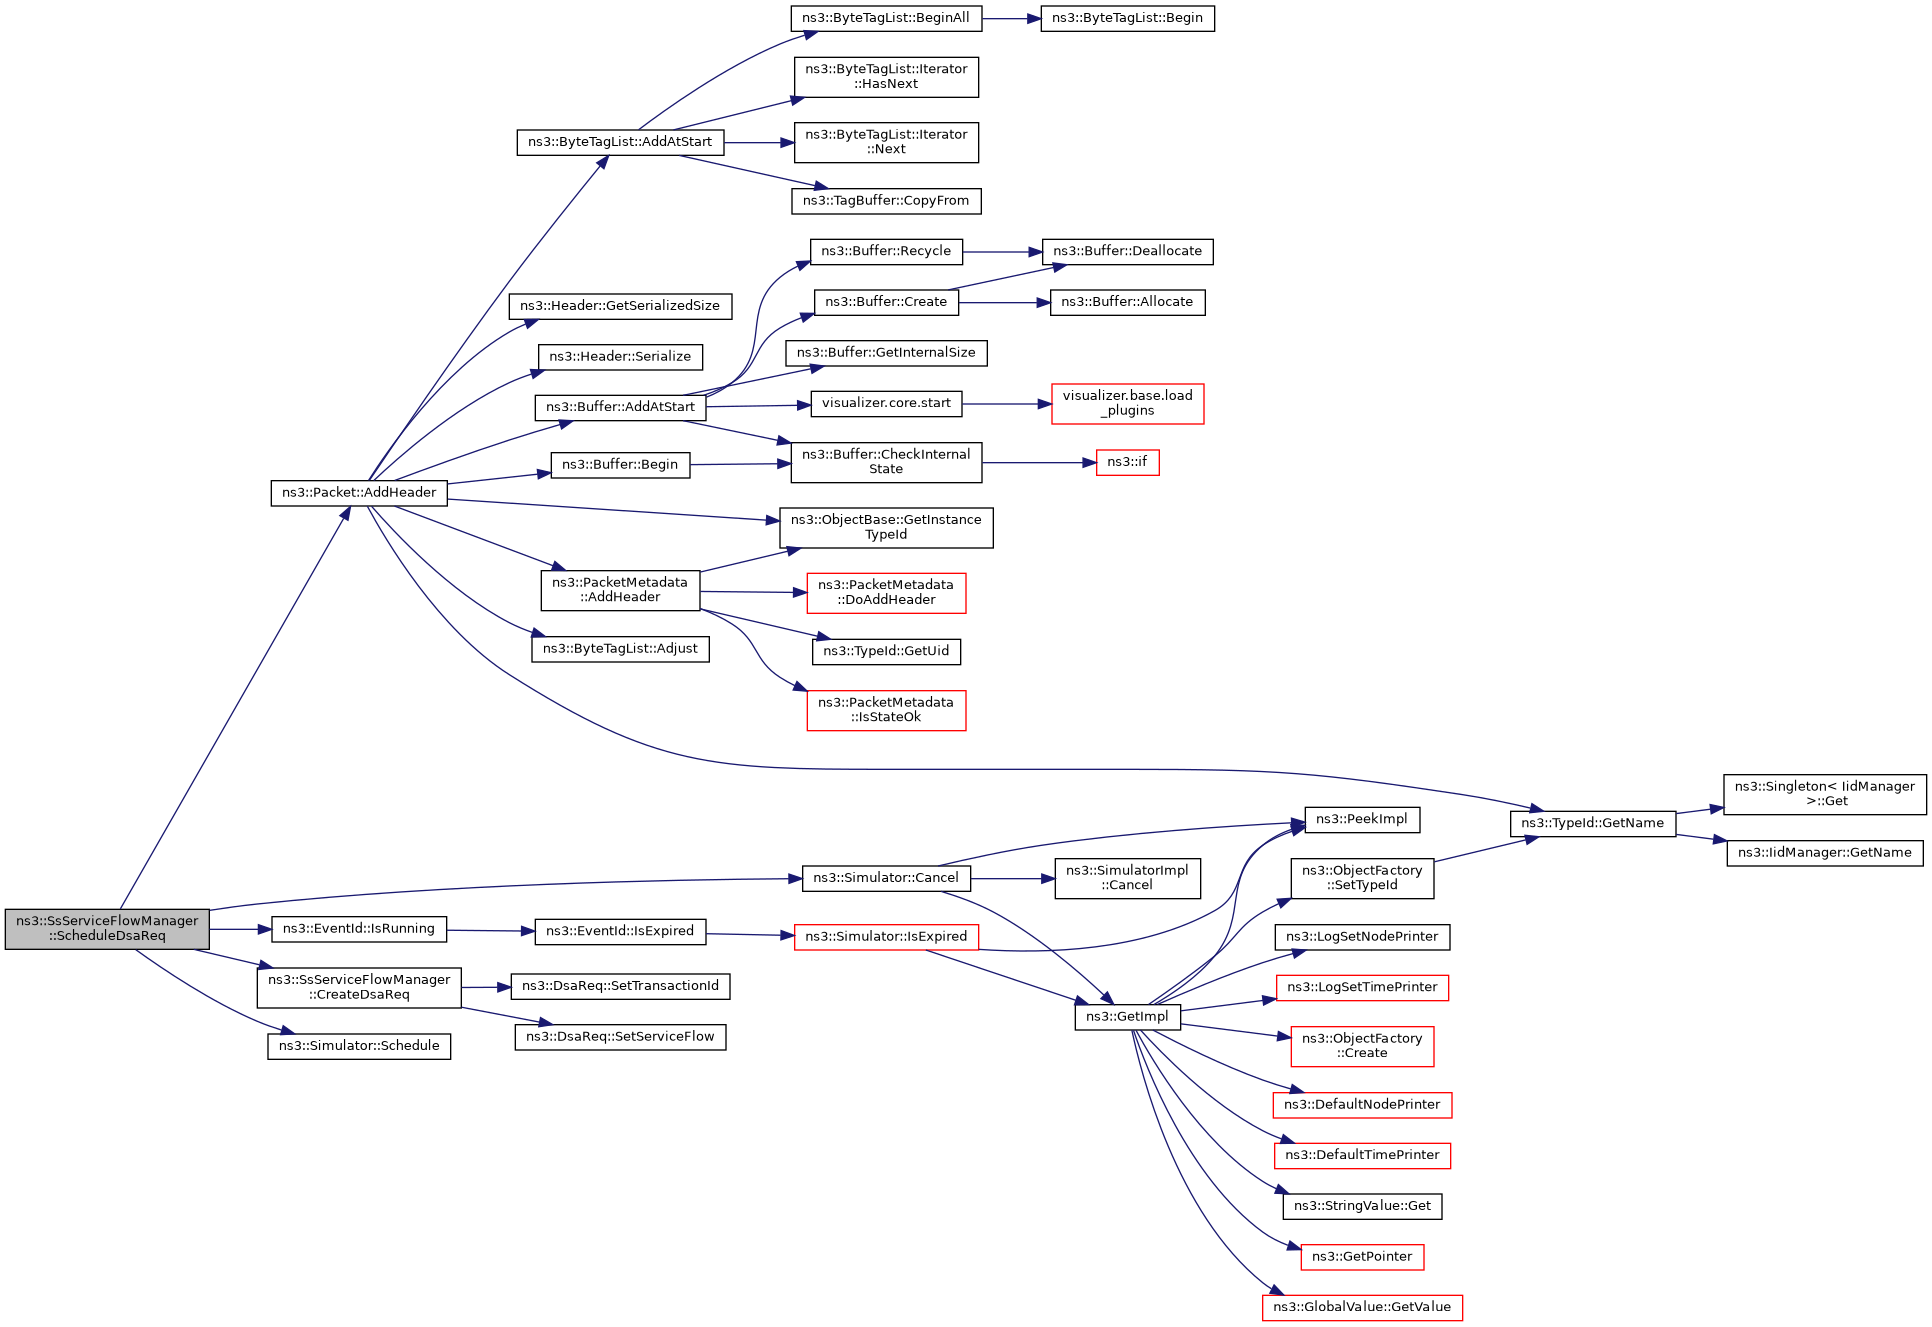 ns3::ByteTagList::BeginAll
ns3::ByteTagList::Begin
ns3::ByteTagList::Iterator
::HasNext
ns3::ByteTagList::AddAtStart
ns3::ByteTagList::Iterator
::Next
ns3::TagBuffer::CopyFrom
ns3::Buffer::Recycle
ns3::Buffer::Deallocate
ns3::Header::GetSerializedSize
ns3::Buffer::Create
ns3::Buffer::Allocate
ns3::Header::Serialize
ns3::Buffer::GetInternalSize
ns3::Buffer::AddAtStart
visualizer.core.start
visualizer.base.load
_plugins
ns3::Buffer::Begin
ns3::Buffer::CheckInternal
State
ns3::if
ns3::Packet::AddHeader
ns3::ObjectBase::GetInstance
TypeId
ns3::PacketMetadata
::AddHeader
ns3::PacketMetadata
::DoAddHeader
ns3::ByteTagList::Adjust
ns3::TypeId::GetUid
ns3::PacketMetadata
::IsStateOk
ns3::Singleton< IidManager
>::Get
ns3::PeekImpl
ns3::TypeId::GetName
ns3::IidManager::GetName
ns3::Simulator::Cancel
ns3::SimulatorImpl
::Cancel
ns3::ObjectFactory
::SetTypeId
ns3::SsServiceFlowManager
::ScheduleDsaReq
ns3::EventId::IsRunning
ns3::EventId::IsExpired
ns3::Simulator::IsExpired
ns3::LogSetNodePrinter
ns3::SsServiceFlowManager
::CreateDsaReq
ns3::DsaReq::SetTransactionId
ns3::LogSetTimePrinter
ns3::GetImpl
ns3::DsaReq::SetServiceFlow
ns3::Simulator::Schedule
ns3::ObjectFactory
::Create
ns3::DefaultNodePrinter
ns3::DefaultTimePrinter
ns3::StringValue::Get
ns3::GetPointer
ns3::GlobalValue::GetValue